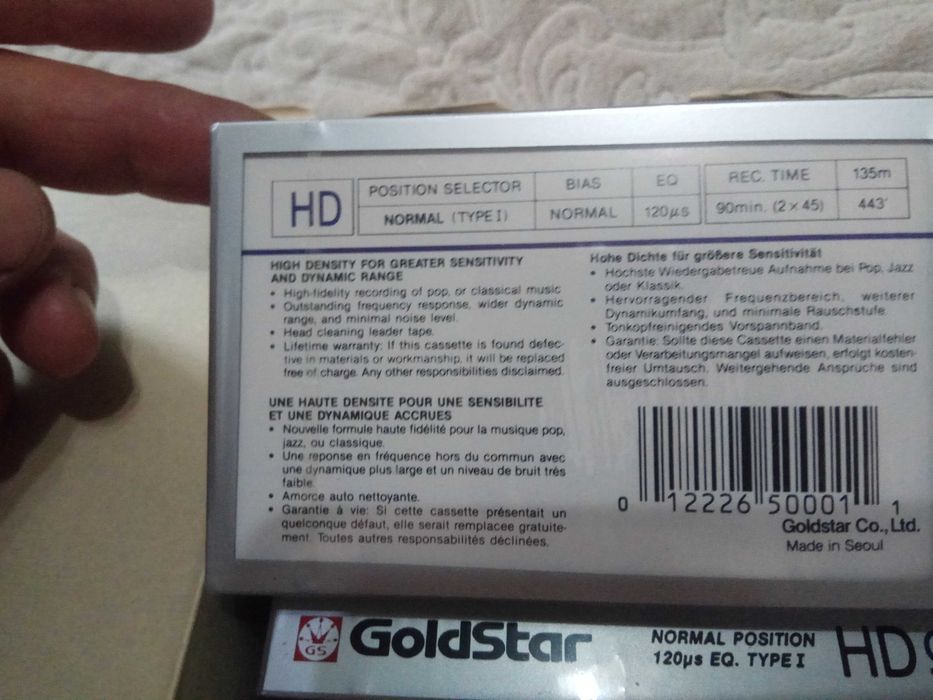 HD
POSITION SELECTOR BIAS EQ REC. TIME 135m
NORMAL (TYPE I) NORMAL 120µs 90min. (2 × 45) 443'
HIGH DENSITY FOR GREATER SENSITIVITY
AND DYNAMIC RANGE
• High-fidelity recording of pop, or classical music
• Outstanding frequency response, wider dynamic
range, and minimal noise level.
• Head cleaning leader tape.
• Lifetime warranty: If this cassette is found defec-
tive in materials or workmanship, it will be replaced
free of charge. Any other responsibilities disclaimed.
UNE HAUTE DENSITE POUR UNE SENSIBILITE
ET UNE DYNAMIQUE ACCRUES
• Nouvelle formule haute fidélité pour la musique pop,
jazz, ou classique.
• Une reponse en fréquence hors du commun avec
une dynamique plus large et un niveau de bruit très
faible.
• Amorce auto nettoyante.
• Garantie á vie: Si cette cassette présentait un
quelconque défaut, elle serait remplacee gratuite-
ment. Toutes autres responsabilités déclinées.
Hohe Dichte für größere Sensitivität
• Höchste Wiedergabetreue Aufnahme bei Pop, Jazz
oder Klassik.
• Hervorragender Frequenzbereich, weiterer
Dynamikumfang, und minimale Rauschstufe.
• Tonkopfreinigendes Vorspannband.
• Garantie: Sollte diese Cassette einen Materialfehler
oder Verarbeitungsmangel aufweisen, erfolgt kosten-
freier Umtausch. Weitergehende Ansprüche sind
ausgeschlossen.
0 12226 50001 1
Goldstar Co., Ltd.
Made in Seoul
GS GoldStar NORMAL POSITION HD
120µs EQ. TYPE I